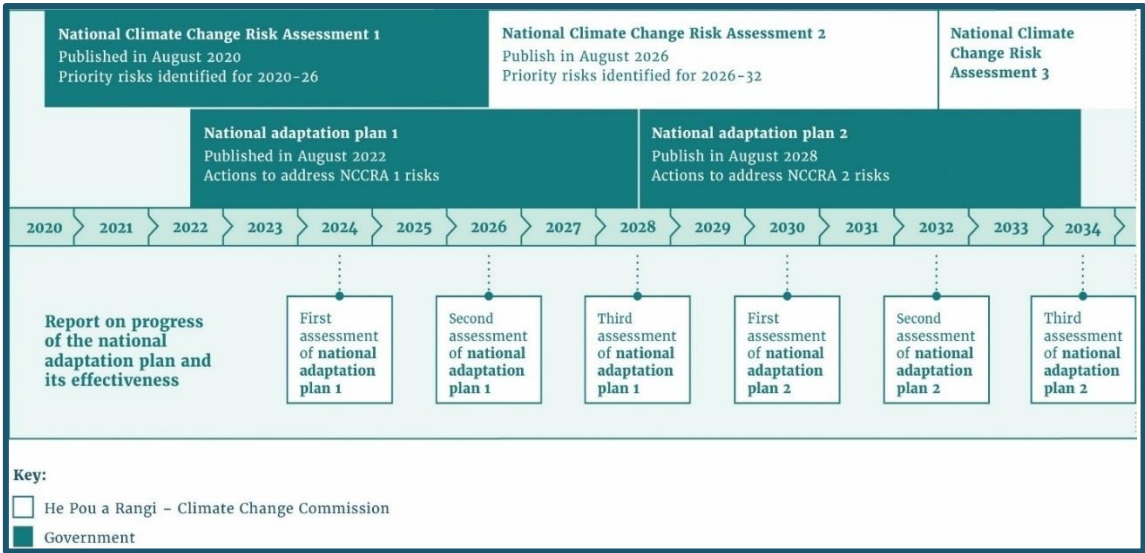 National Climate Change Risk Assessment 1
Published in August 2020
Priority risks identified for 2020-26
National Climate Change Risk Assessment 2
Publish in August 2026
Priority risks identified for 2026-32
National Climate
Change Risk
Assessment 3
National adaptation plan 1
Published in August 2022
Actions to address NCCRA 1 risks
National adaptation plan 2
Publish in August 2028
Actions to address NCCRA 2 risks
2020 2021 2022 2023 2024 2025 2026 2027 2028 2029 2030 2031 2032 2033 2034
Report on progress
of the national
adaptation plan and
its effectiveness
First
assessment
of national
adaptation
plan 1
Second
assessment
of national
adaptation
plan 1
Third
assessment
of national
adaptation
plan 1
First
assessment
of national
adaptation
plan 2
Second
assessment
of national
adaptation
plan 2
Third
assessment
of national
adaptation
plan 2
Key:
He Pou a Rangi – Climate Change Commission
Government